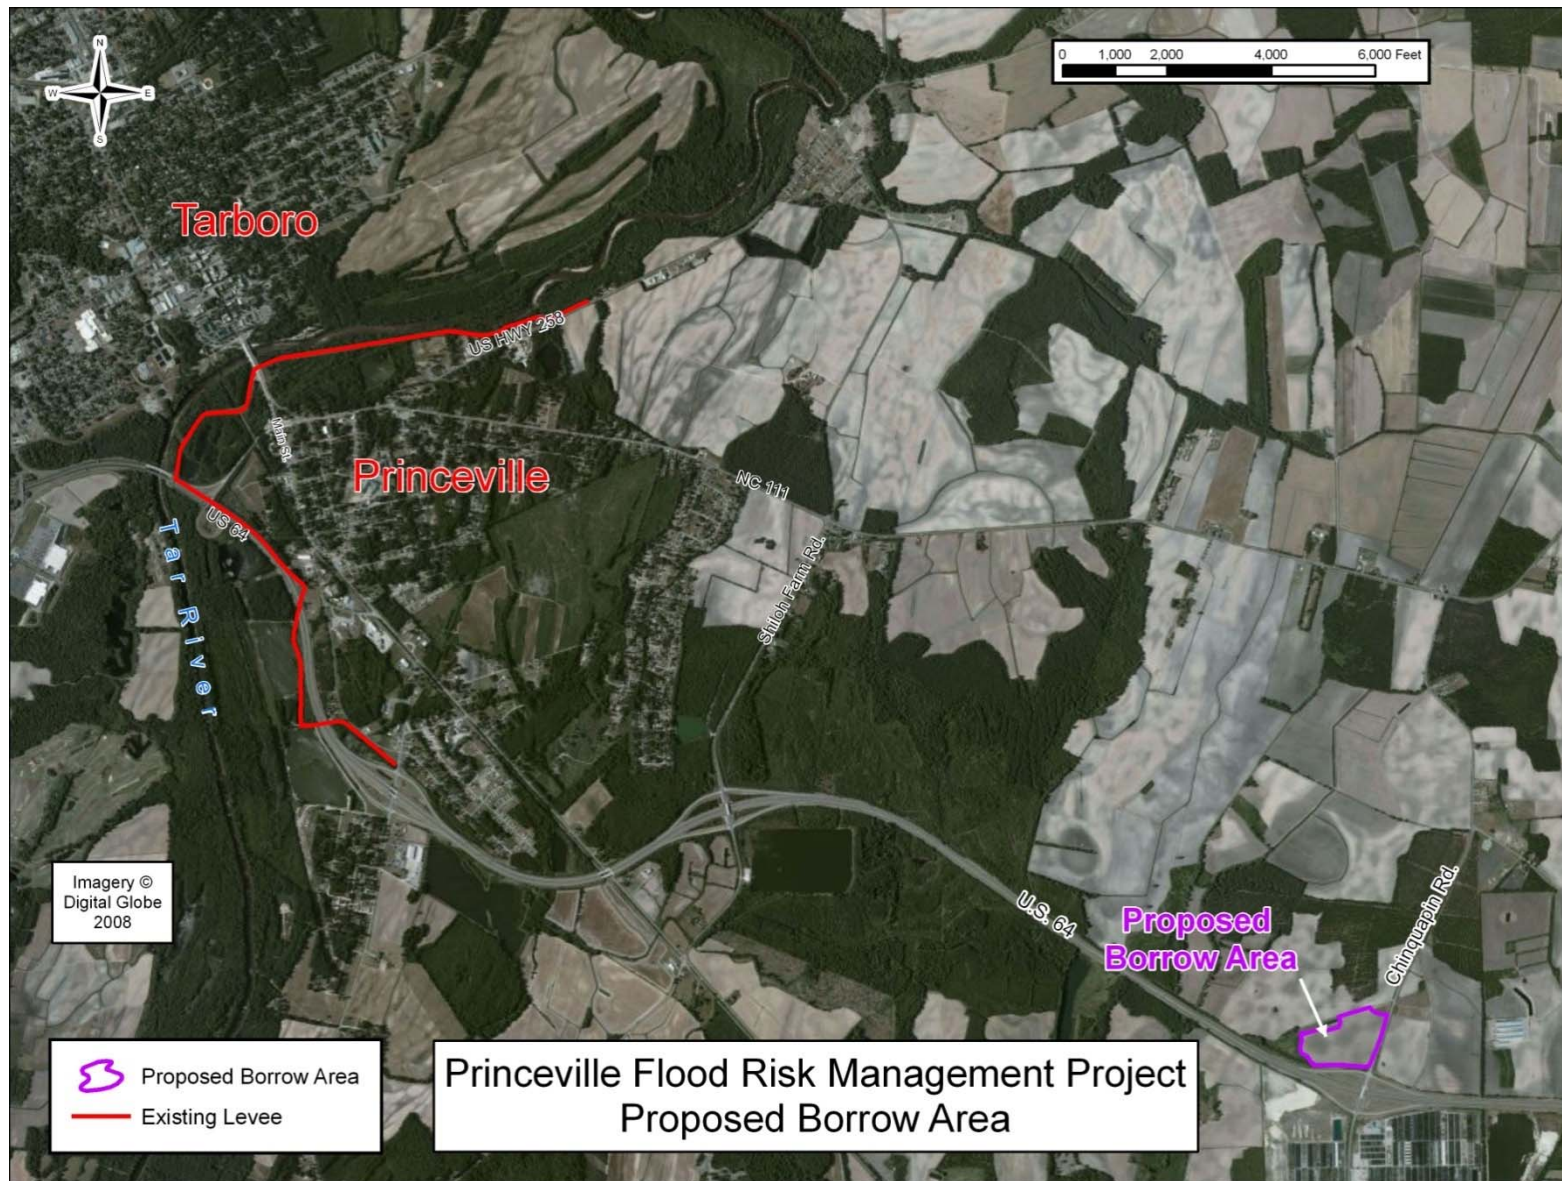 N
W E
S
0 1,000 2,000 4,000 6,000 Feet
Tarboro
US HWY 258
Main St.
Princeville
NC 111
US 64
Tar River
Shiloh Farm Rd.
Imagery ©
Digital Globe
2008
U.S. 64
Proposed
Borrow Area
Chinquapin Rd.
Proposed Borrow Area
Existing Levee
Princeville Flood Risk Management Project
Proposed Borrow Area